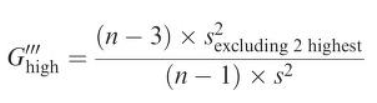 G'''high = (n − 3) × s²excluding 2 highest / (n − 1) × s²